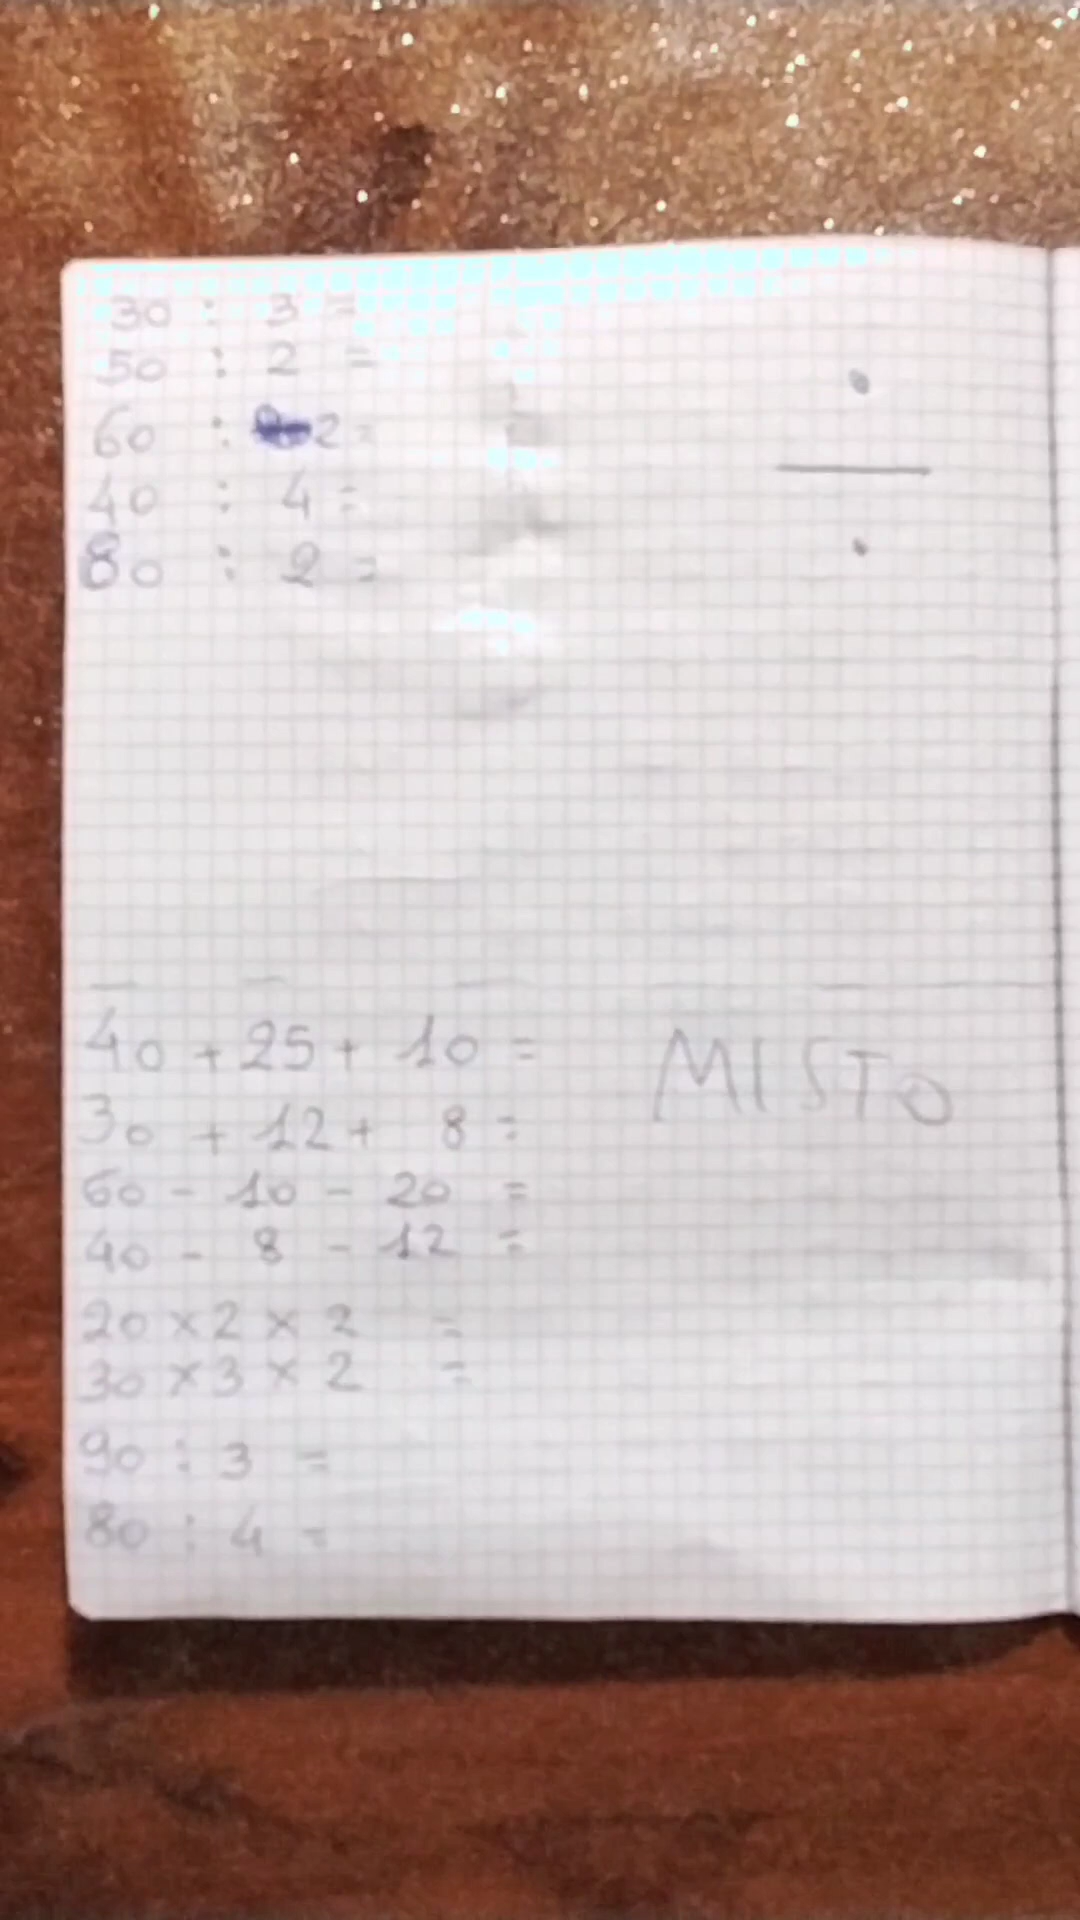 30 : 3 =
50 : 2 =
60 : 2 =
40 : 4 =
80 : 2 =
÷
40 + 25 + 10 =
MISTO
30 + 12 + 8 =
60 - 10 - 20 =
40 - 8 - 12 =
20 x 2 x 2 =
30 x 3 x 2 =
90 : 3 =
80 : 4 =